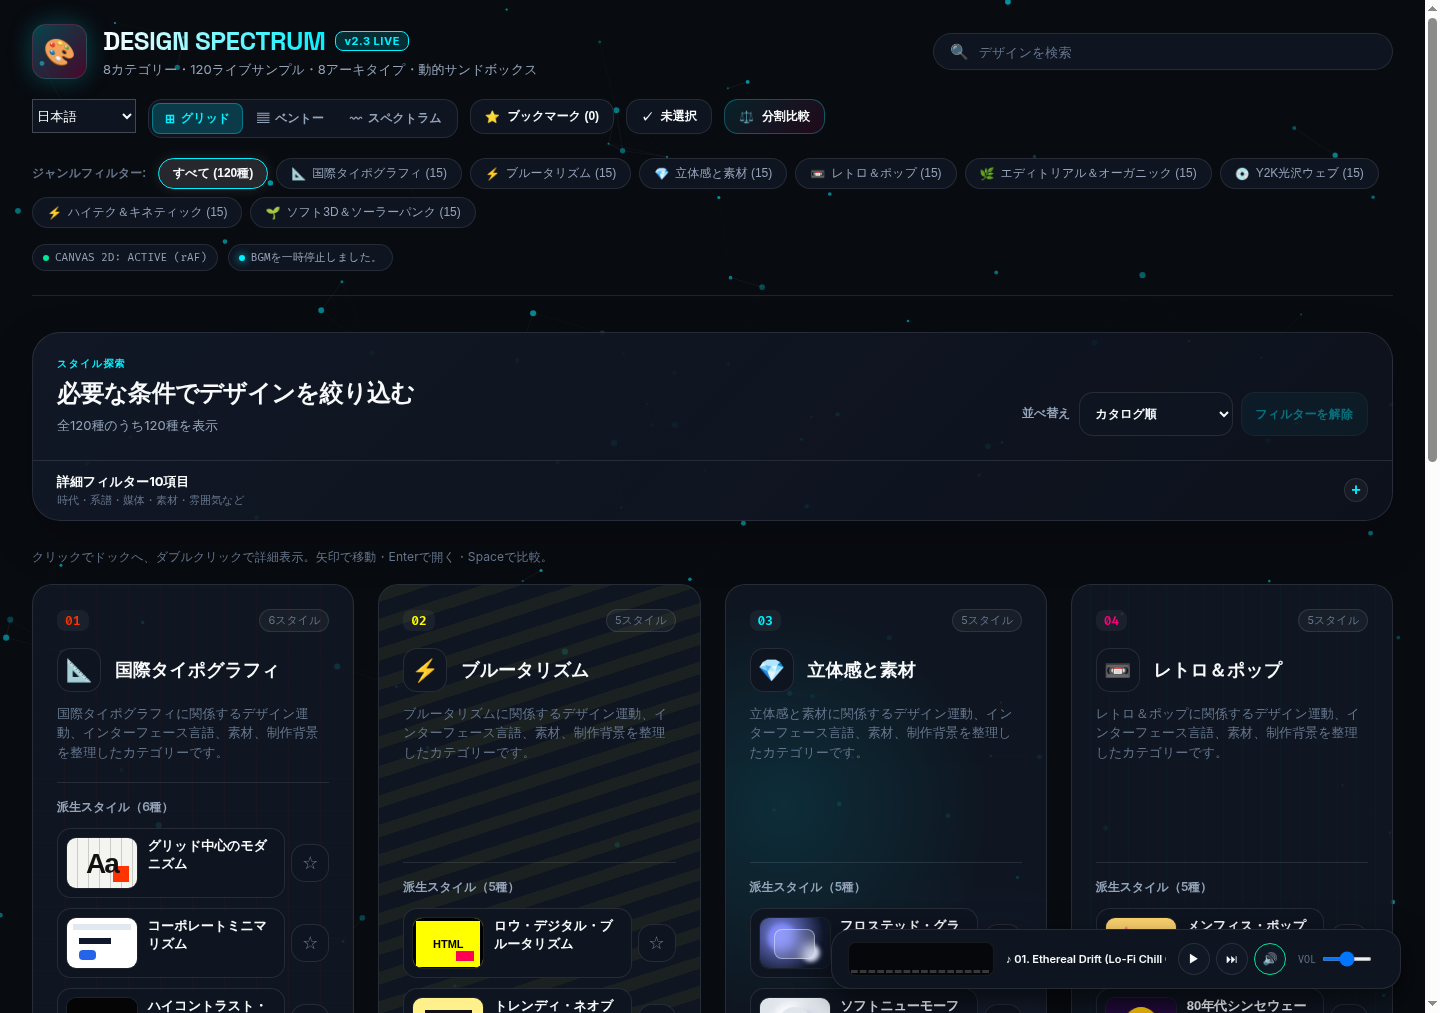 DESIGN SPECTRUM v2.3 LIVE
8カテゴリー・120ライブサンプル・8アーキタイプ・動的サンドボックス
デザインを検索
日本語 グリッド ベントー スペクトラム ブックマーク (0) ✓ 未選択 分割比較
ジャンルフィルター: すべて (120種) 国際タイポグラフィ (15) ブルータリズム (15) 立体感と素材 (15) レトロ＆ポップ (15) エディトリアル＆オーガニック (15) Y2K光沢ウェブ (15)
ハイテク＆キネティック (15) ソフト3D＆ソーラーパンク (15)
CANVAS 2D: ACTIVE (rAF) BGMを一時停止しました。
スタイル探索
必要な条件でデザインを絞り込む
全120種のうち120種を表示
並べ替え カタログ順 フィルターを解除
詳細フィルター10項目
時代・系譜・媒体・素材・雰囲気など
+
クリックでドックへ、ダブルクリックで詳細表示。矢印で移動・Enterで開く・Spaceで比較。
01 6スタイル
国際タイポグラフィ
国際タイポグラフィに関係するデザイン運
動、インターフェース言語、素材、制作背景
を整理したカテゴリーです。
派生スタイル（6種）
Aa
グリッド中心のモダ
ニズム
コーポレートミニマ
リズム
ハイコントラスト・
02 5スタイル
ブルータリズム
ブルータリズムに関係するデザイン運動、イ
ンターフェース言語、素材、制作背景を整理
したカテゴリーです。
派生スタイル（5種）
HTML
ロウ・デジタル・ブ
ルータリズム
トレンディ・ネオブ
03 5スタイル
立体感と素材
立体感と素材に関係するデザイン運動、イン
ターフェース言語、素材、制作背景を整理し
たカテゴリーです。
派生スタイル（5種）
フロステッド・グラ
ソフトニューモーフ
04 5スタイル
レトロ＆ポップ
レトロ＆ポップに関係するデザイン運動、イ
ンターフェース言語、素材、制作背景を整理
したカテゴリーです。
派生スタイル（5種）
メンフィス・ポップ
80年代シンセウェー
♪ 01. Ethereal Drift (Lo-Fi Chill
VOL